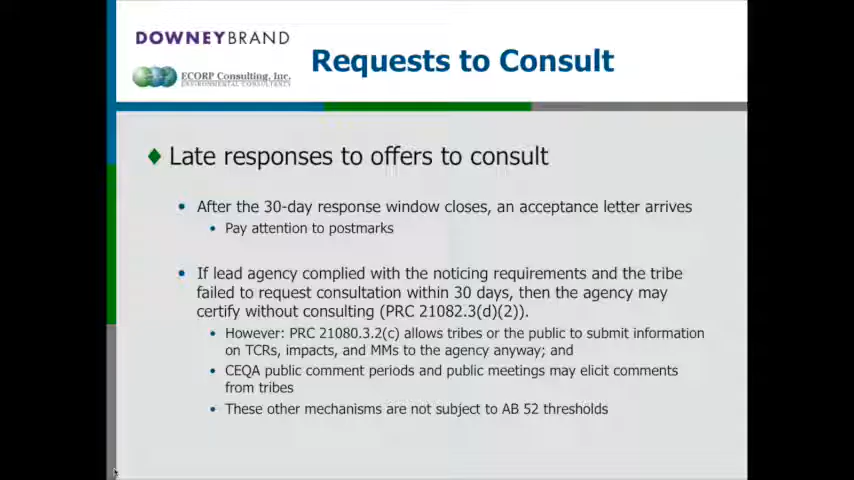 DOWNEYBRAND
Requests to Consult
ECORP Consulting, Inc.
ENVIRONMENTAL CONSULTANTS
Late responses to offers to consult
After the 30-day response window closes, an acceptance letter arrives
Pay attention to postmarks
If lead agency complied with the noticing requirements and the tribe
failed to request consultation within 30 days, then the agency may
certify without consulting (PRC 21082.3(d)(2)).
However: PRC 21080.3.2(c) allows tribes or the public to submit information
on TCRs, impacts, and MMs to the agency anyway; and
CEQA public comment periods and public meetings may elicit comments
from tribes
These other mechanisms are not subject to AB 52 thresholds